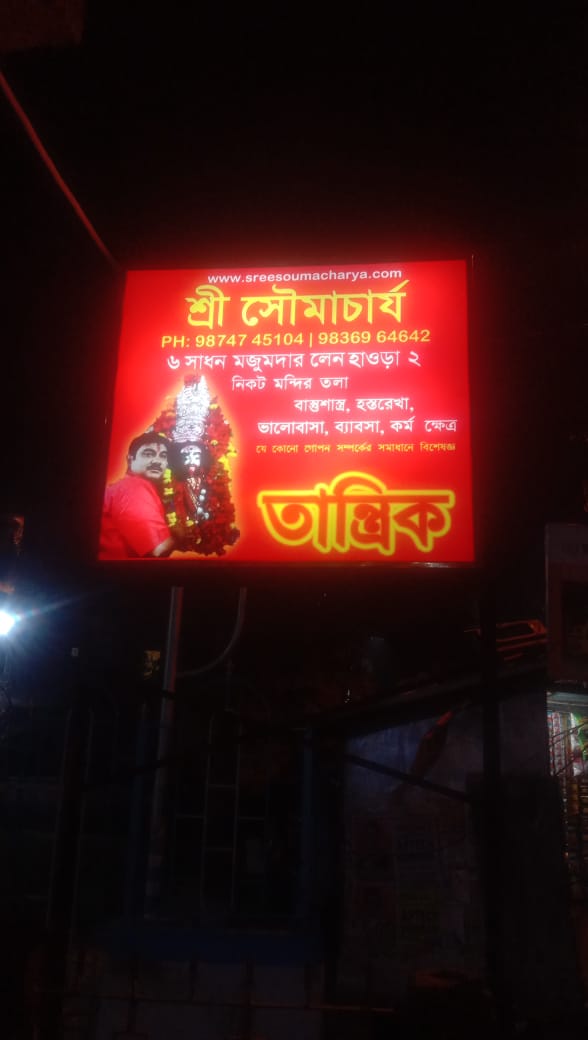 www.sreesoumacharya.com
শ্রী সৌমাচার্য
PH: 98747 45104 | 98369 64642
৬ সাধন মজুমদার লেন হাওড়া ২
নিকট মন্দির তলা
বাস্তুশাস্ত্র, হস্তরেখা,
ভালোবাসা, ব্যাবসা, কর্ম ক্ষেত্র
যে কোনো গোপন সম্পর্কের সমাধানে বিশেষজ্ঞ
তান্ত্রিক